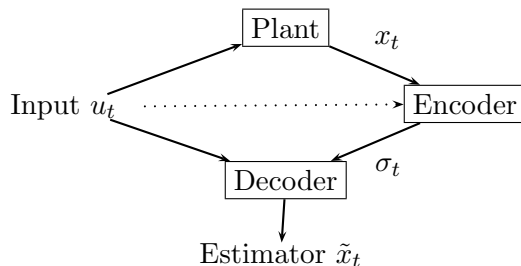 Plant
x_t
Input u_t
Encoder
σ_t
Decoder
Estimator x̃_t